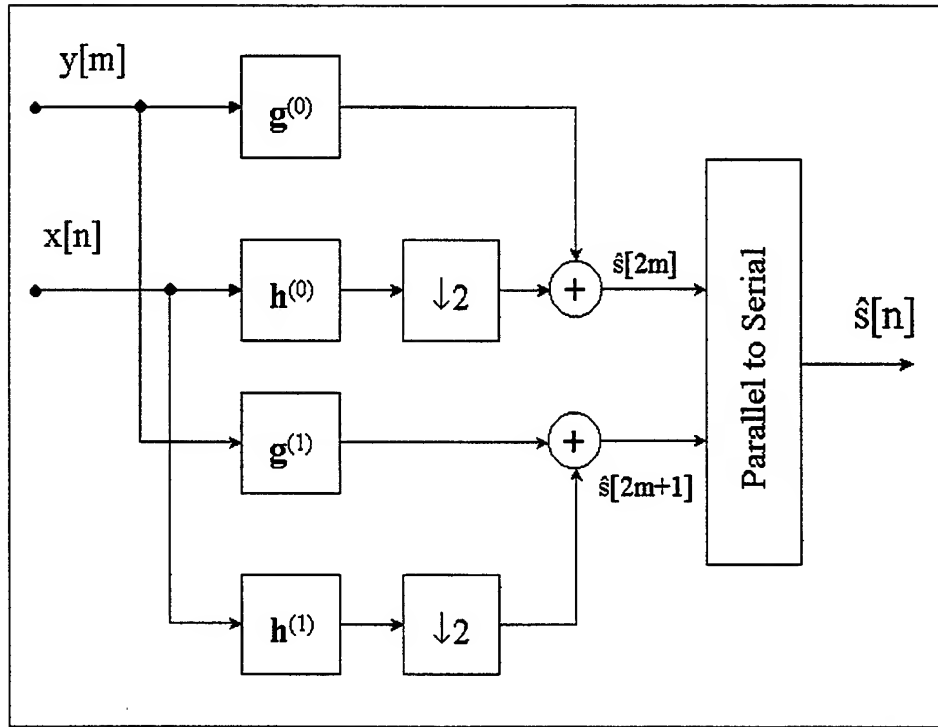 y[m]
g(0)
x[n]
h(0)
↓2
+
ŝ[2m]
ŝ[n]
g(1)
+
ŝ[2m+1]
Parallel to Serial
h(1)
↓2